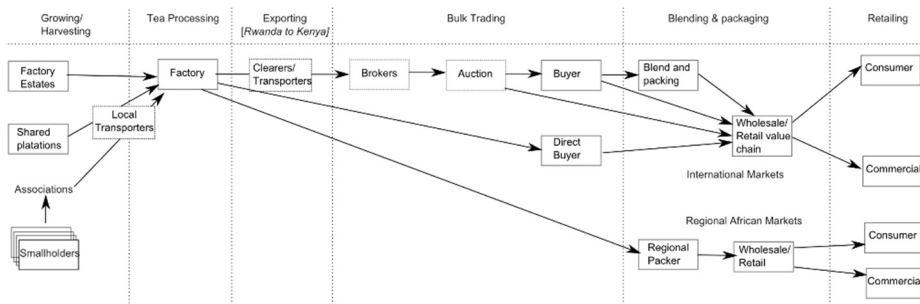 Growing/
Harvesting
Tea Processing
Exporting
[Rwanda to Kenya]
Bulk Trading
Blending & packaging
Retailing
Factory
Estates
Factory
Clearers/
Transporters
Brokers
Auction
Buyer
Blend and
packing
Consumer
Local
Transporters
Shared
platations
Direct
Buyer
Wholesale/
Retail value
chain
International Markets
Commercial
Associations
Smallholders
Regional African Markets
Regional
Packer
Wholesale/
Retail
Consumer
Commercial